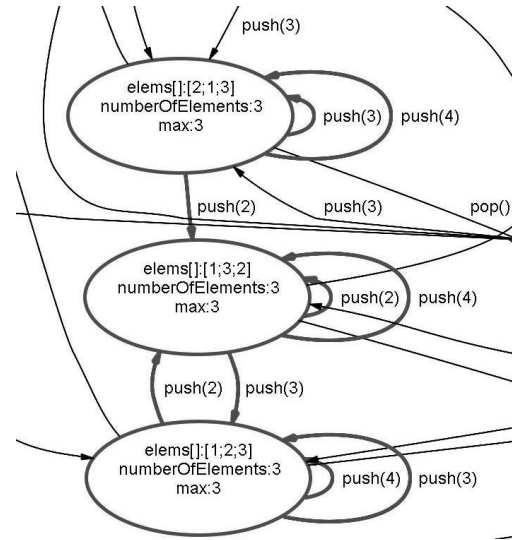 push(3)
elems[]:[2;1;3]
numberOfElements:3
max:3
push(3)
push(4)
push(2)
push(3)
pop()
elems[]:[1;3;2]
numberOfElements:3
max:3
push(2)
push(4)
push(2)
push(3)
elems[]:[1;2;3]
numberOfElements:3
max:3
push(4)
push(3)